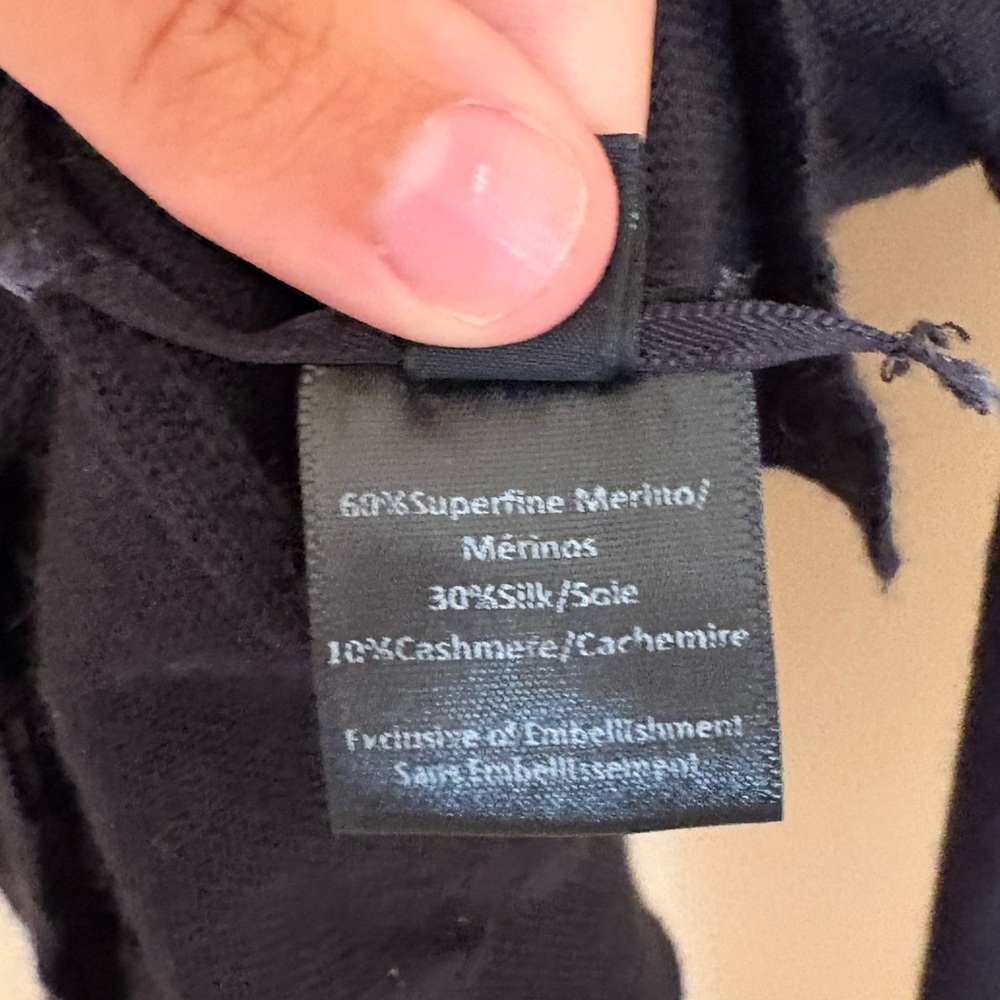 60%Superfine Merino/
Mérinos
30%Silk/Soie
10%Cashmere/Cachemire
Exclusive of Embellishment
Sans Embellissement